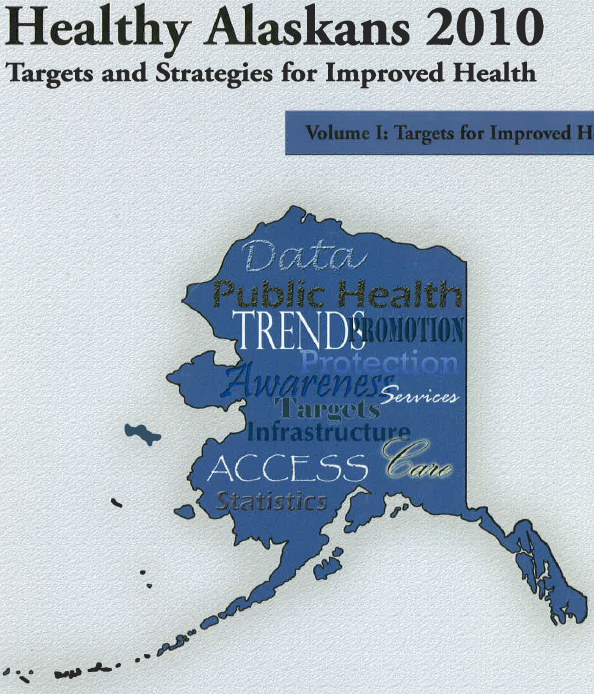 Healthy Alaskans 2010
Targets and Strategies for Improved Health
Volume I: Targets for Improved H
Data
Public Health
TRENDS
PROMOTION
Protection
Awareness
Services
Targets
Infrastructure
ACCESS
Care
Statistics